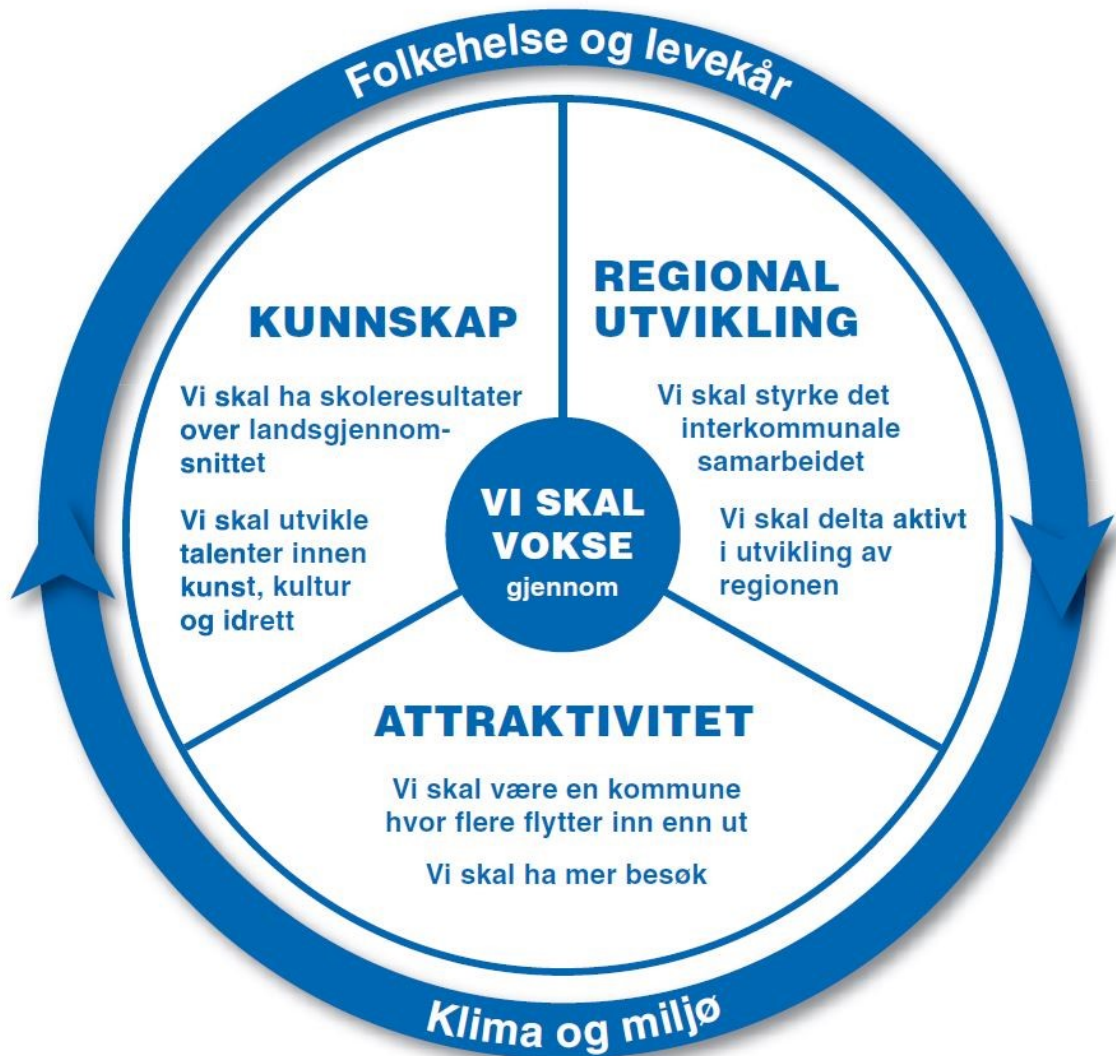 Folkehelse og levekår
KUNNSKAP
Vi skal ha skoleresultater
over landsgjennom-
snittet
Vi skal utvikle
talenter innen
kunst, kultur
og idrett
REGIONAL
UTVIKLING
Vi skal styrke det
interkommunale
samarbeidet
Vi skal delta aktivt
i utvikling av
regionen
VI SKAL
VOKSE
gjennom
ATTRAKTIVITET
Vi skal være en kommune
hvor flere flytter inn enn ut
Vi skal ha mer besøk
Klima og miljø